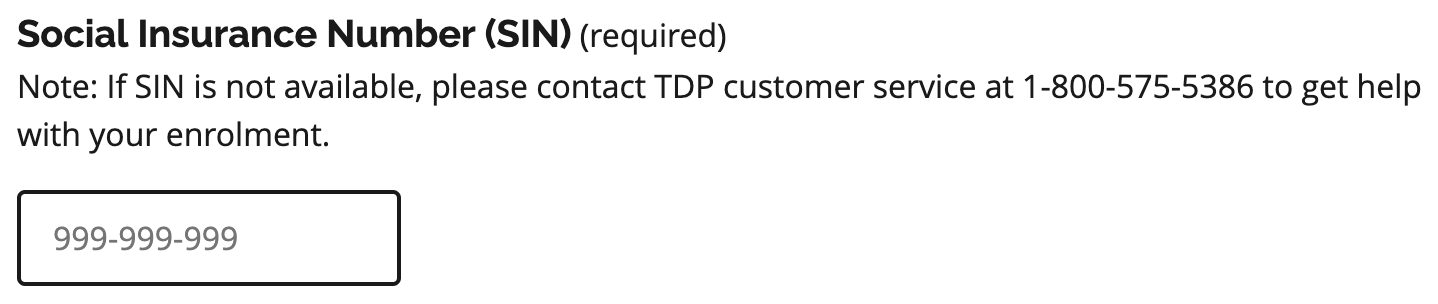 Social Insurance Number (SIN) (required)
Note: If SIN is not available, please contact TDP customer service at 1-800-575-5386 to get help
with your enrolment.
999-999-999